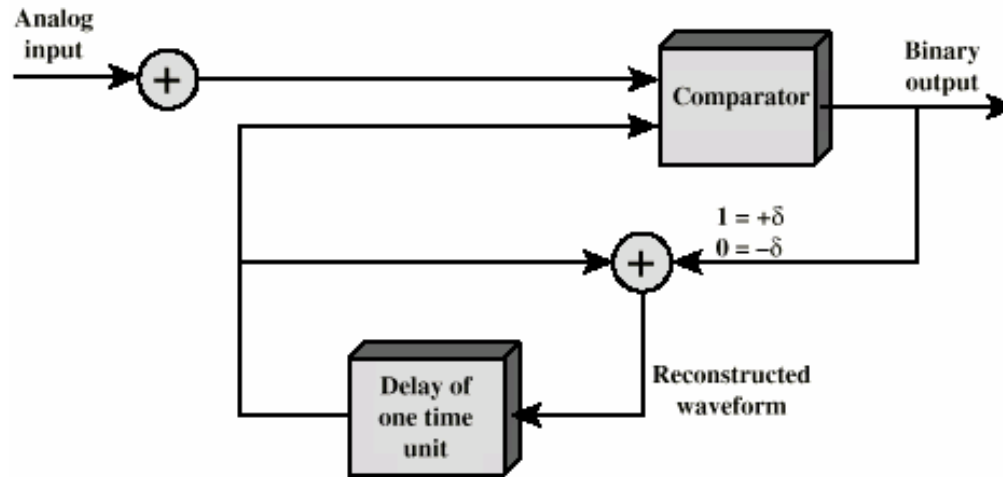 Analog
input
+
Comparator
Binary
output
1 = +δ
0 = −δ
+
Delay of
one time
unit
Reconstructed
waveform